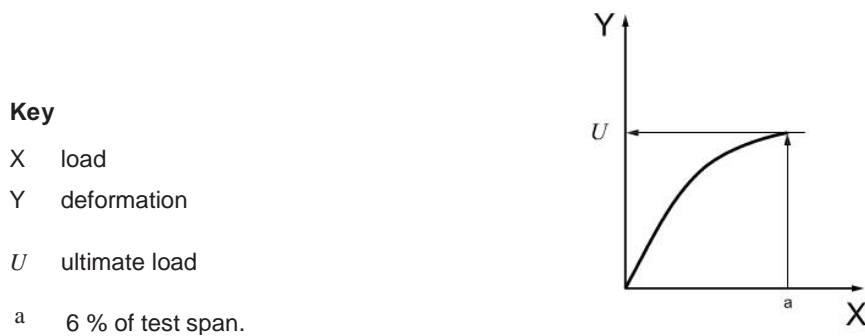 Key
X load
Y deformation
U ultimate load
a 6 % of test span.
Y
U
a
X